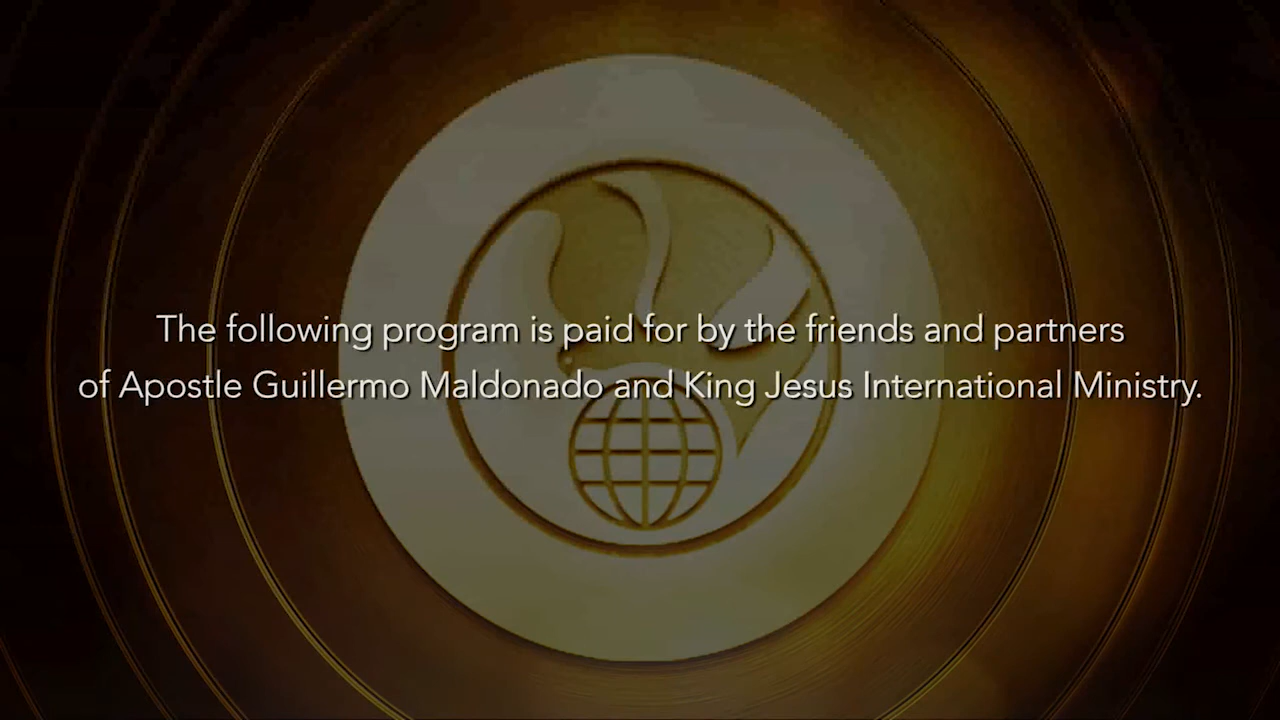 The following program is paid for by the friends and partners
of Apostle Guillermo Maldonado and King Jesus International Ministry.